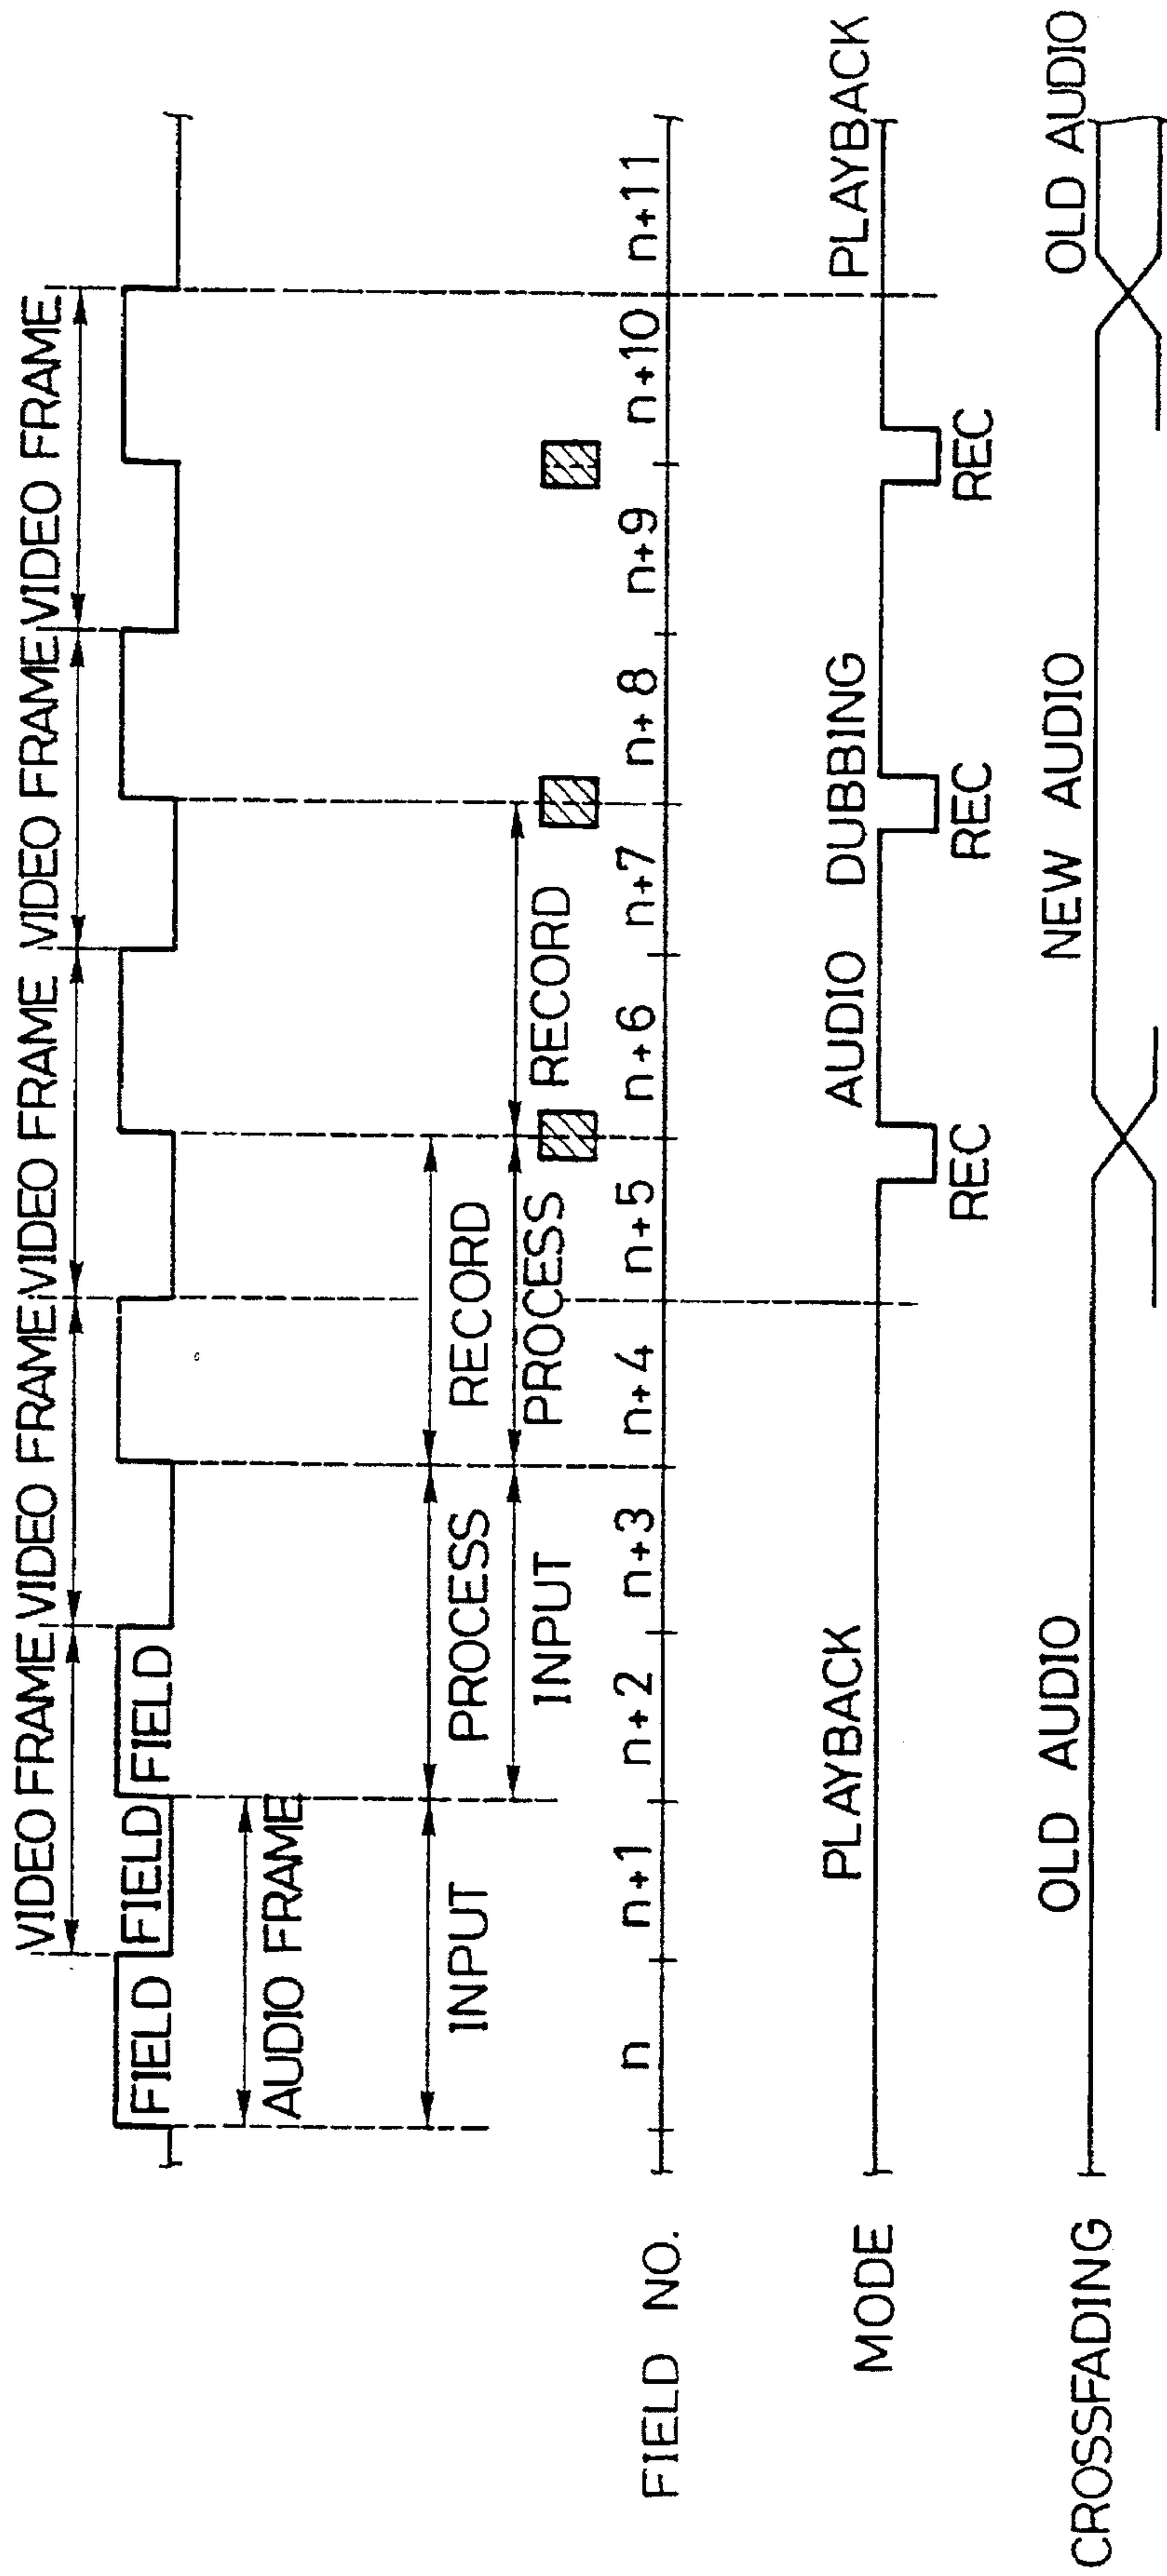 VIDEO FRAME VIDEO FRAME VIDEO FRAME VIDEO FRAME VIDEO FRAME VIDEO FRAME
FIELD FIELD FIELD
AUDIO FRAME
INPUT PROCESS RECORD
INPUT PROCESS RECORD
FIELD NO. n n+1 n+2 n+3 n+4 n+5 n+6 n+7 n+8 n+9 n+10 n+11
MODE PLAYBACK AUDIO DUBBING PLAYBACK
REC REC REC
CROSSFADING OLD AUDIO NEW AUDIO OLD AUDIO